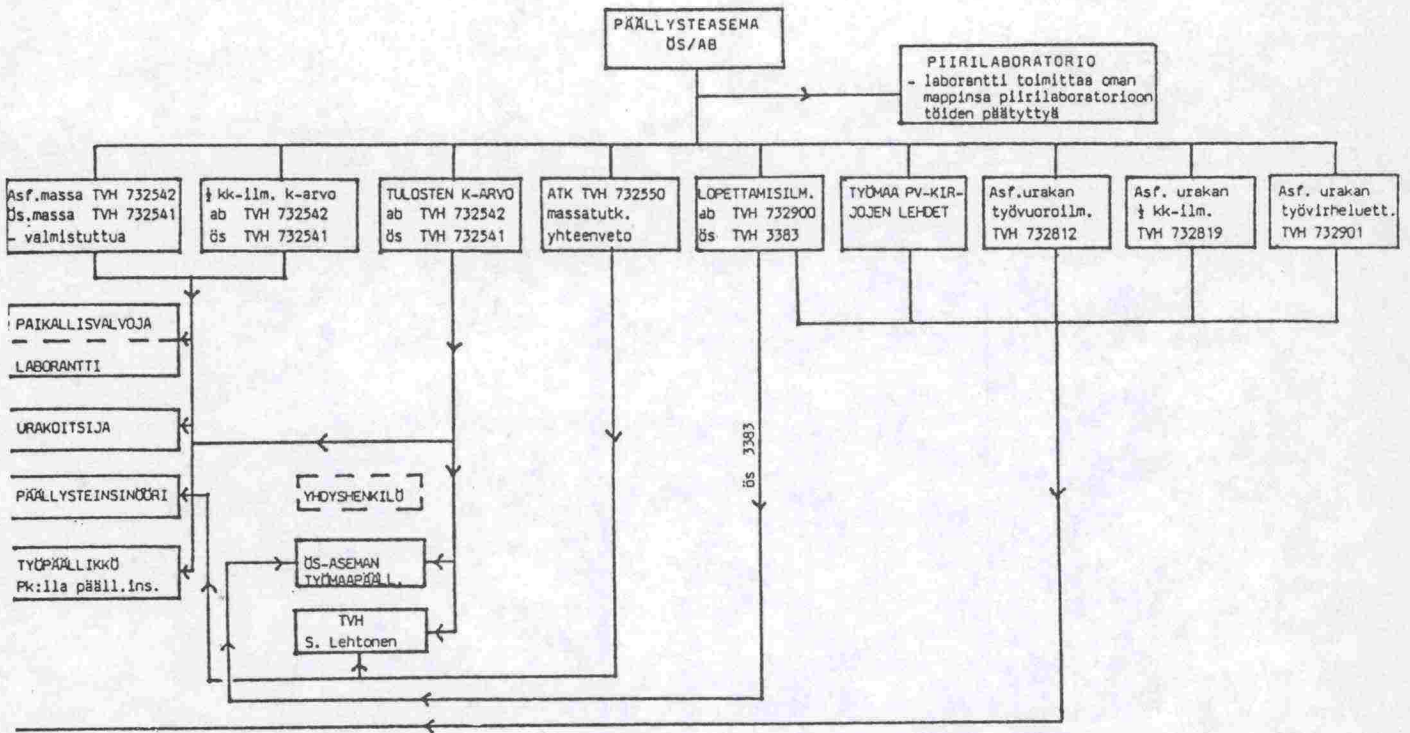 PÄÄLLYSTEASEMA
ÖS/AB
PIIRILABORATORIO
- laborantti toimittaa oman
mappinsa piirilaboratorioon
töiden päätyttyä
Asf.massa TVH 732542
Ös.massa TVH 732541
- valmistuttua
½ kk-ilm. k-arvo
ab TVH 732542
ös TVH 732541
TULOSTEN K-ARVO
ab TVH 732542
ös TVH 732541
ATK TVH 732550
massatutk.
yhteenveto
LOPETTAMISILM.
ab TVH 732900
ös TVH 3383
TYÖMAA PV-KIR-
JOJEN LEHDET
Asf.urakan
työvuoroilm.
TVH 732812
Asf. urakan
½ kk-ilm.
TVH 732819
Asf. urakan
työvirheluett.
TVH 732901
PAIKALLISVALVOJA
LABORANTTI
URAKOITSIJA
PÄÄLLYSTEINSINÖÖRI
TYÖPÄÄLLIKKÖ
Pk:lla pääll.ins.
YHDYSHENKILÖ
ÖS-ASEMAN
TYÖMAAPÄÄLL.
TVH
S. Lehtonen
ös 3383